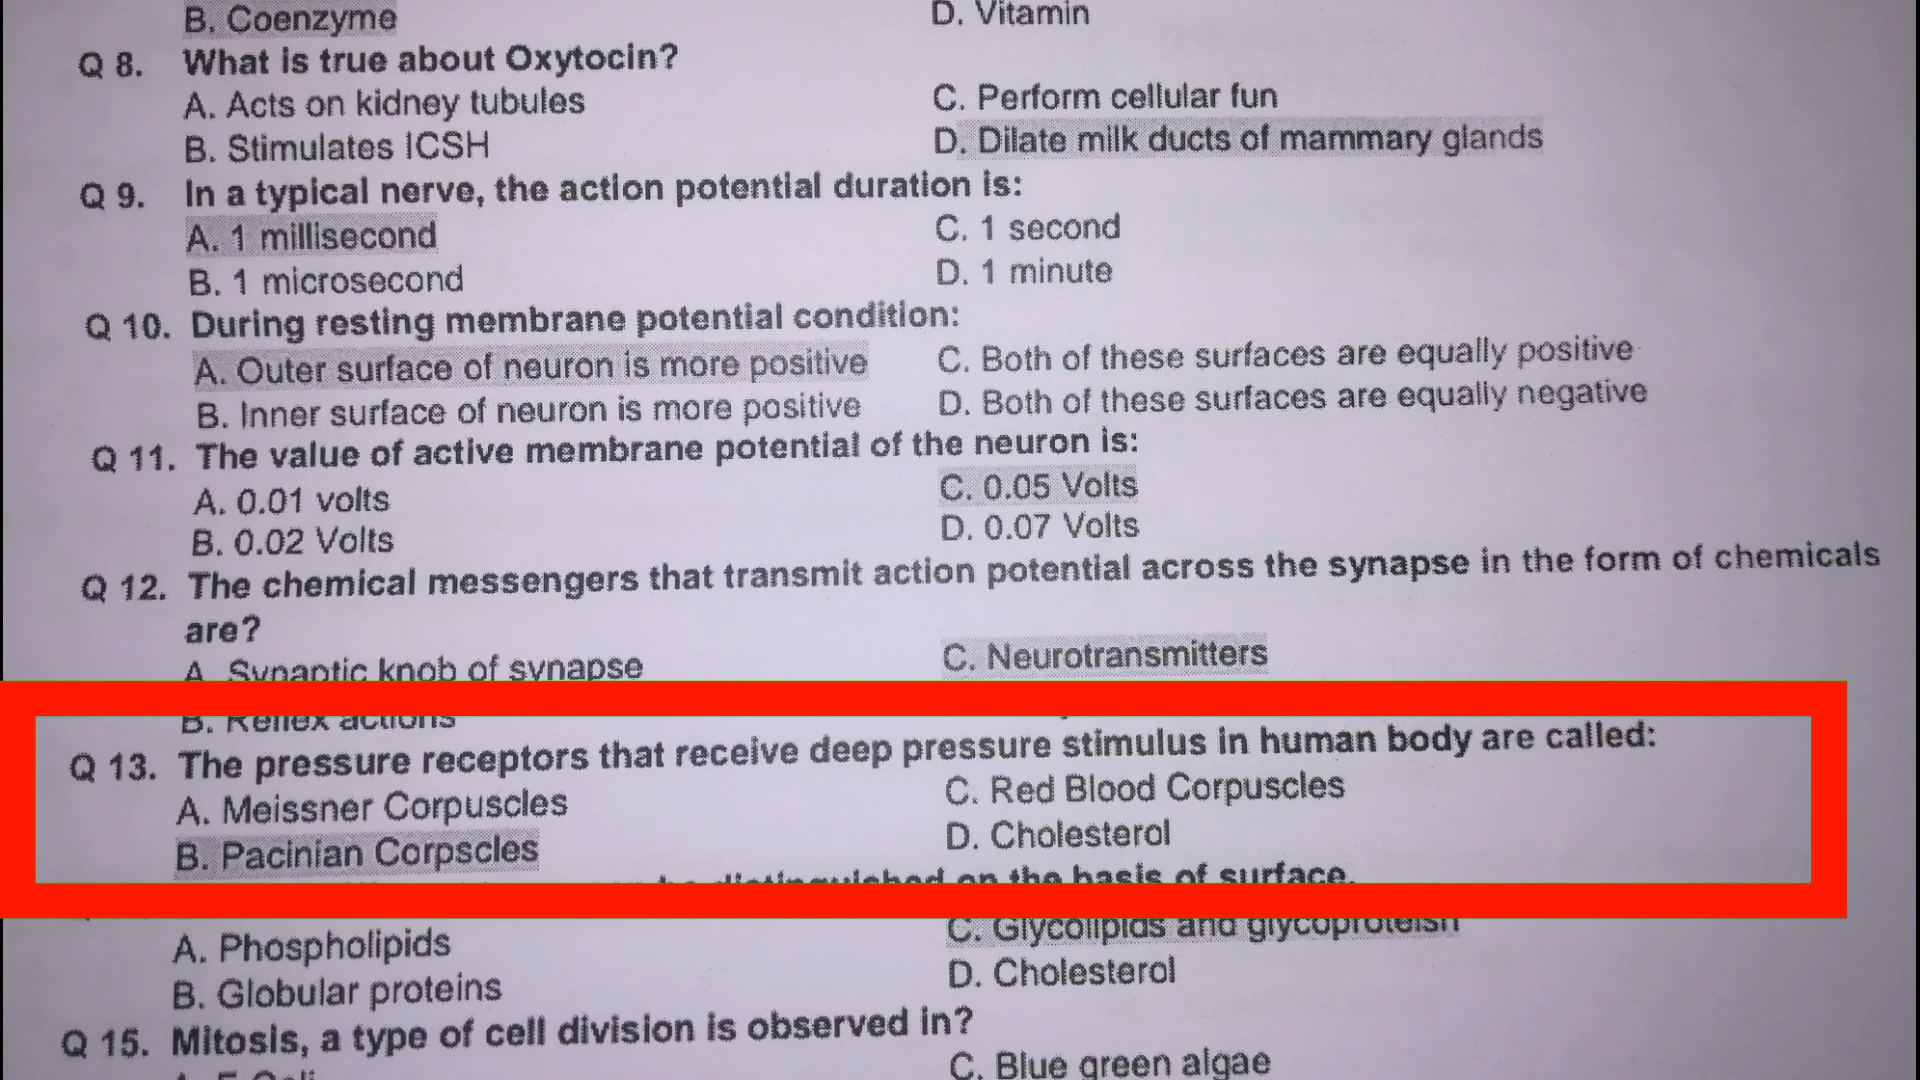 B. Coenzyme
D. Vitamin
Q 8. What is true about Oxytocin?
A. Acts on kidney tubules
C. Perform cellular fun
B. Stimulates ICSH
D. Dilate milk ducts of mammary glands
Q 9. In a typical nerve, the action potential duration is:
A. 1 millisecond
C. 1 second
B. 1 microsecond
D. 1 minute
Q 10. During resting membrane potential condition:
A. Outer surface of neuron is more positive
C. Both of these surfaces are equally positive
B. Inner surface of neuron is more positive
D. Both of these surfaces are equally negative
Q 11. The value of active membrane potential of the neuron is:
A. 0.01 volts
C. 0.05 Volts
B. 0.02 Volts
D. 0.07 Volts
Q 12. The chemical messengers that transmit action potential across the synapse in the form of chemicals
are?
A. Synaptic knob of synapse
C. Neurotransmitters
B. Reflex actions
Q 13. The pressure receptors that receive deep pressure stimulus in human body are called:
A. Meissner Corpuscles
C. Red Blood Corpuscles
B. Pacinian Corpscles
D. Cholesterol
be distinguished on the basis of surface.
C. Glycolipids and glycoproteisn
A. Phospholipids
D. Cholesterol
B. Globular proteins
Q 15. Mitosis, a type of cell division is observed in?
C. Blue green algae